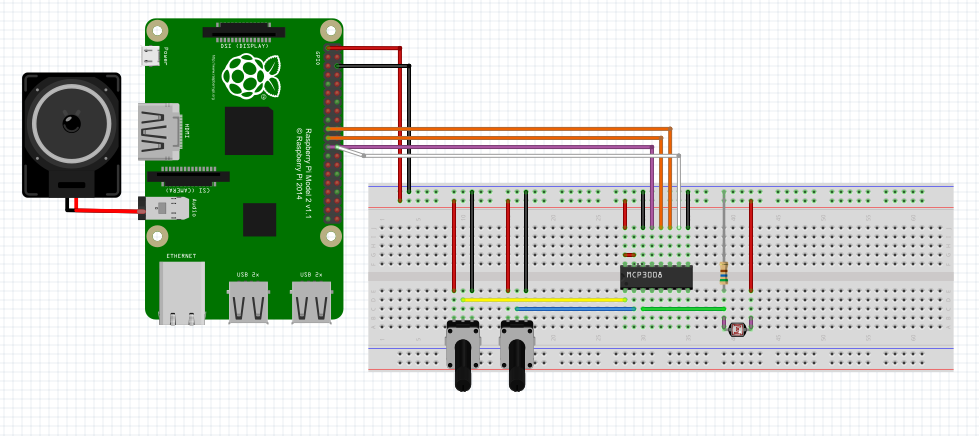 DSI (DISPLAY)
Power
GPIO
HDMI
Raspberry Pi Model 2 v1.1
© Raspberry Pi 2014
CSI (CAMERA)
Audio
ETHERNET
USB 2x
USB 2x
MCP3008